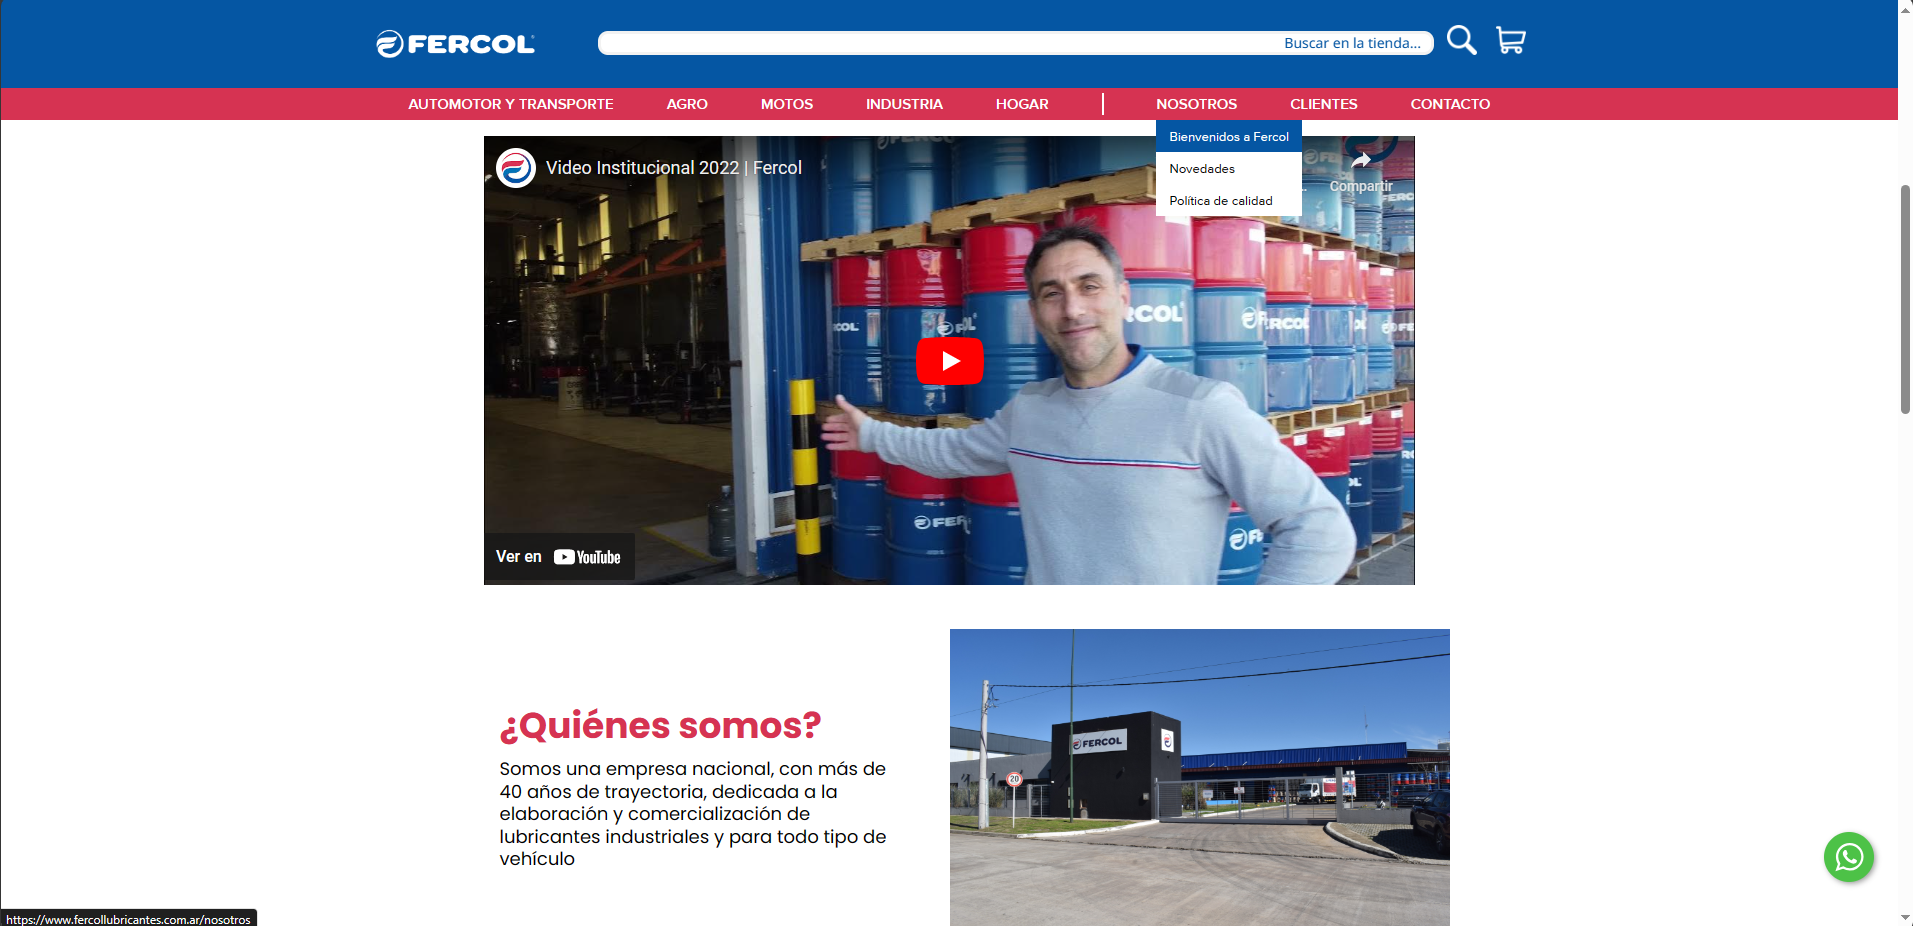 FERCOL
Buscar en la tienda...
AUTOMOTOR Y TRANSPORTE
AGRO
MOTOS
INDUSTRIA
HOGAR
NOSOTROS
CLIENTES
CONTACTO
Bienvenidos a Fercol
Novedades
Política de calidad
Video Institucional 2022 | Fercol
Compartir
FERCOL
Ver en YouTube
¿Quiénes somos?
Somos una empresa nacional, con más de
40 años de trayectoria, dedicada a la
elaboración y comercialización de
lubricantes industriales y para todo tipo de
vehículo
FERCOL
20
https://www.fercollubricantes.com.ar/nosotros